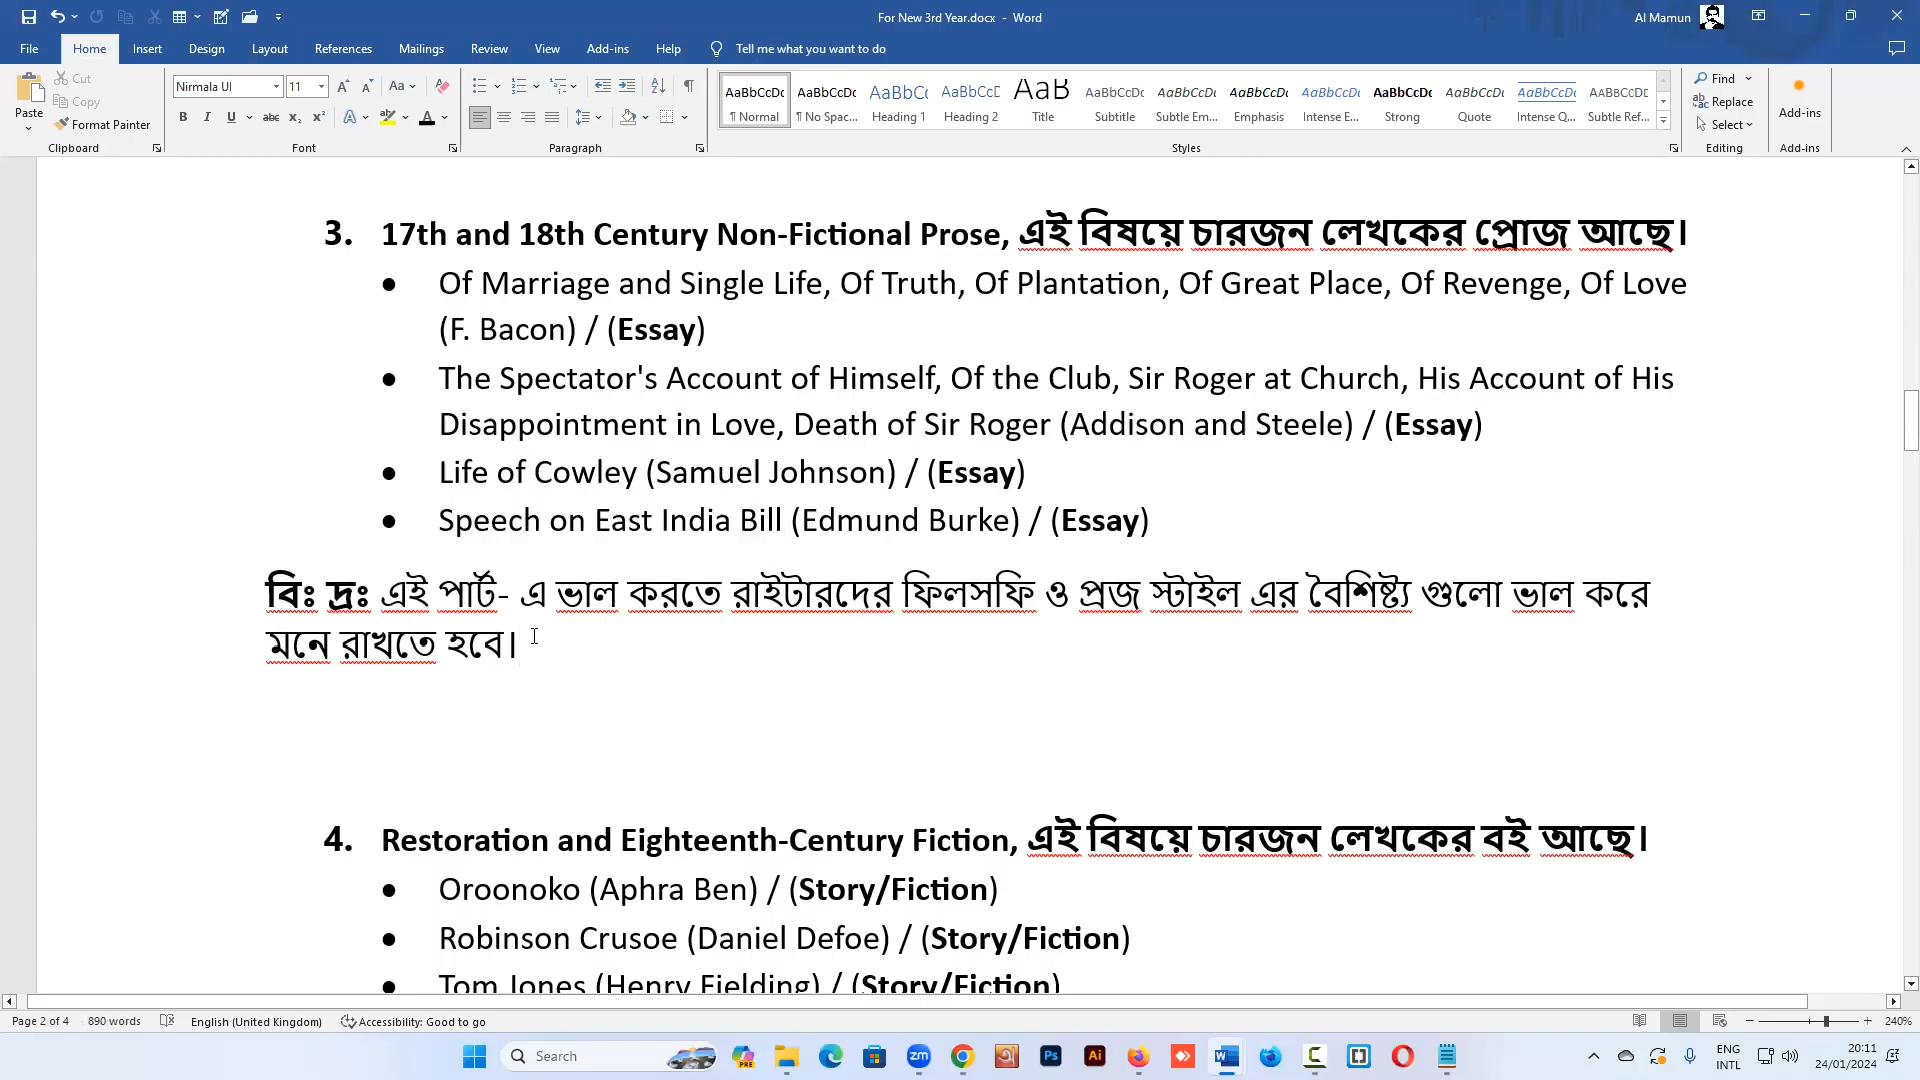 For New 3rd Year.docx - Word
Al Mamun
File Home Insert Design Layout References Mailings Review View Add-ins Help Tell me what you want to do
Paste
Cut
Copy
Format Painter
Clipboard
Nirmala UI 11
Font
Paragraph
AaBbCcDc AaBbCcDc AaBbCc AaBbCcD AaB AaBbCcDc AaBbCcDc AaBbCcDc AaBbCcDc AaBbCcDc AaBbCcDc AaBbCcDc AaBbCcDc
¶ Normal ¶ No Spac... Heading 1 Heading 2 Title Subtitle Subtle Em... Emphasis Intense E... Strong Quote Intense Q... Subtle Ref...
Styles
Find
Replace
Select
Editing
Add-ins
Add-ins
3. 17th and 18th Century Non-Fictional Prose, এই বিষয়ে চারজন লেখকের প্রোজ আছে।
• Of Marriage and Single Life, Of Truth, Of Plantation, Of Great Place, Of Revenge, Of Love
(F. Bacon) / (Essay)
• The Spectator's Account of Himself, Of the Club, Sir Roger at Church, His Account of His
Disappointment in Love, Death of Sir Roger (Addison and Steele) / (Essay)
• Life of Cowley (Samuel Johnson) / (Essay)
• Speech on East India Bill (Edmund Burke) / (Essay)
বিঃ দ্রঃ এই পার্ট- এ ভাল করতে রাইটারদের ফিলসফি ও প্রজ স্টাইল এর বৈশিষ্ট্য গুলো ভাল করে
মনে রাখতে হবে।
4. Restoration and Eighteenth-Century Fiction, এই বিষয়ে চারজন লেখকের বই আছে।
• Oroonoko (Aphra Ben) / (Story/Fiction)
• Robinson Crusoe (Daniel Defoe) / (Story/Fiction)
• Tom Jones (Henry Fielding) / (Story/Fiction)
Page 2 of 4 890 words English (United Kingdom) Accessibility: Good to go 240%
Search
ENG
INTL
20:11
24/01/2024